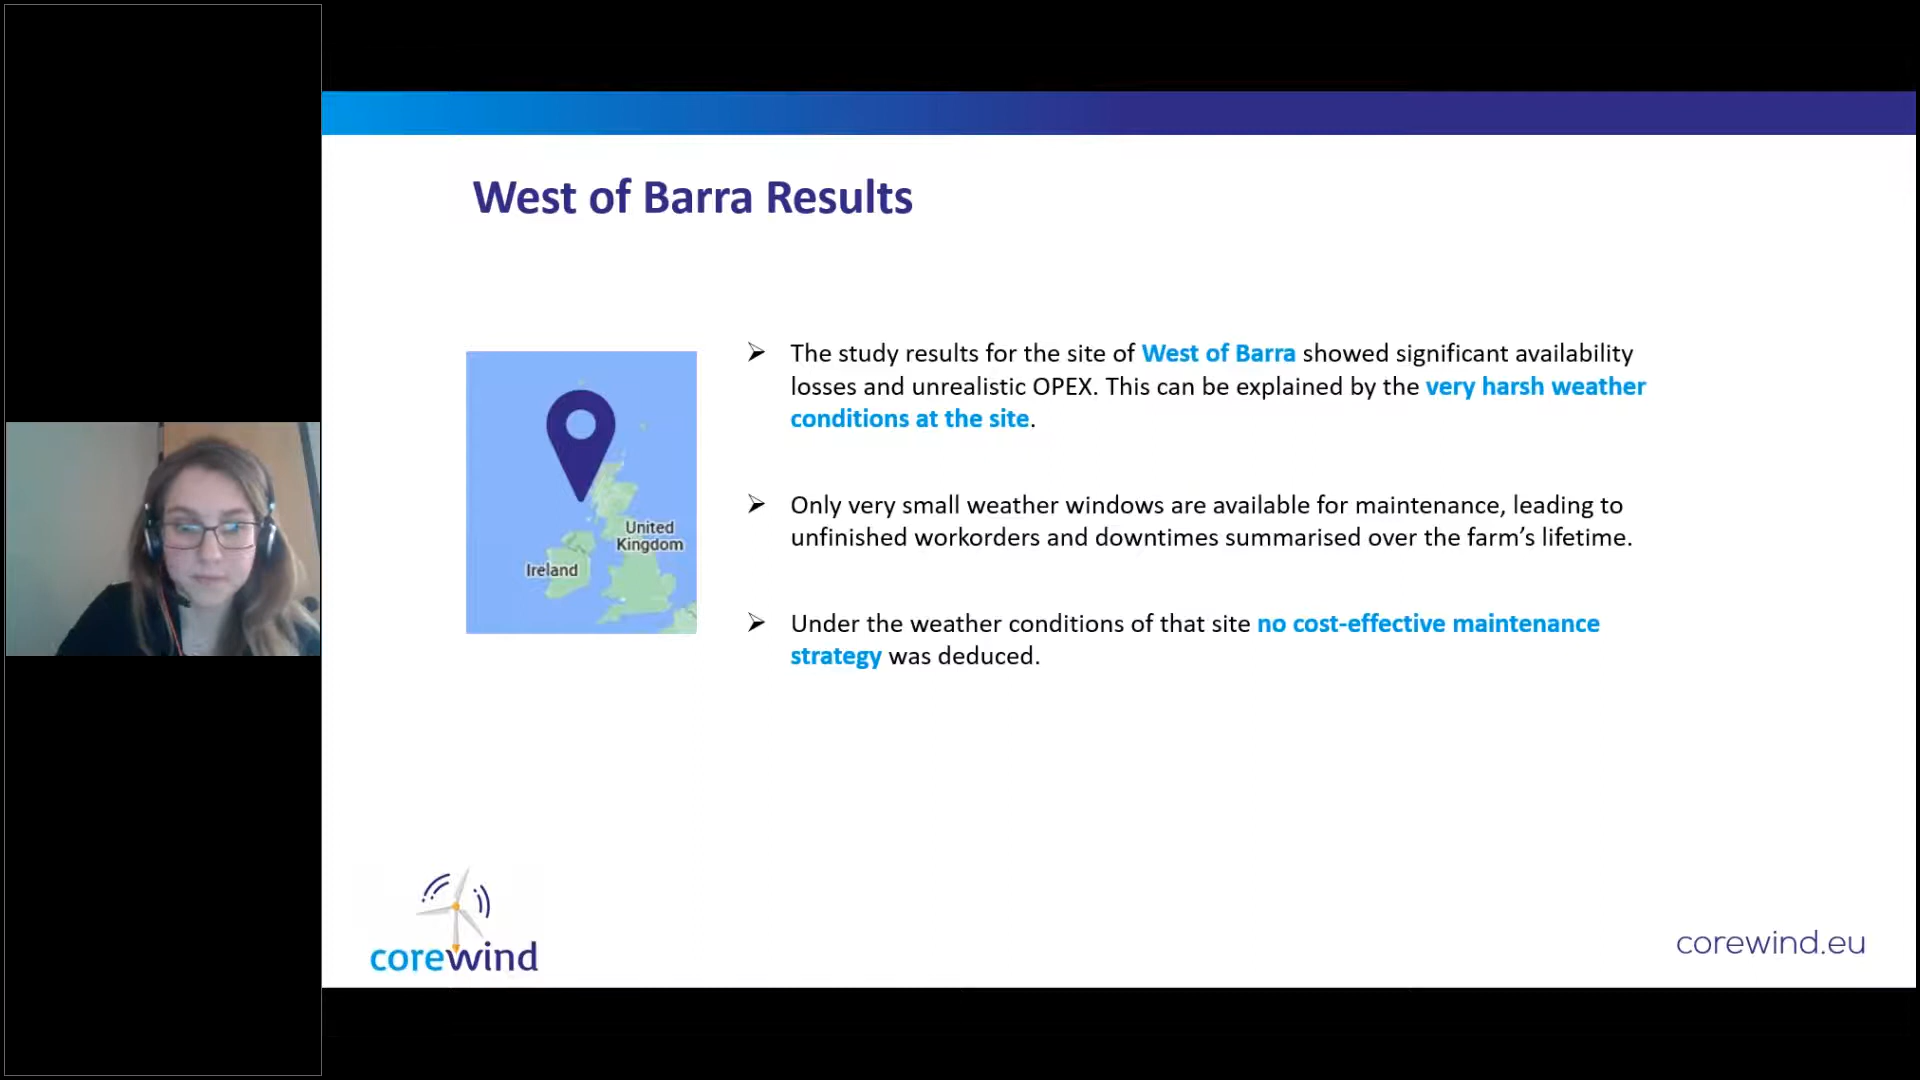 West of Barra Results
The study results for the site of West of Barra showed significant availability
losses and unrealistic OPEX. This can be explained by the very harsh weather
conditions at the site.
Only very small weather windows are available for maintenance, leading to
unfinished workorders and downtimes summarised over the farm’s lifetime.
Under the weather conditions of that site no cost-effective maintenance
strategy was deduced.
United
Kingdom
Ireland
corewind
corewind.eu